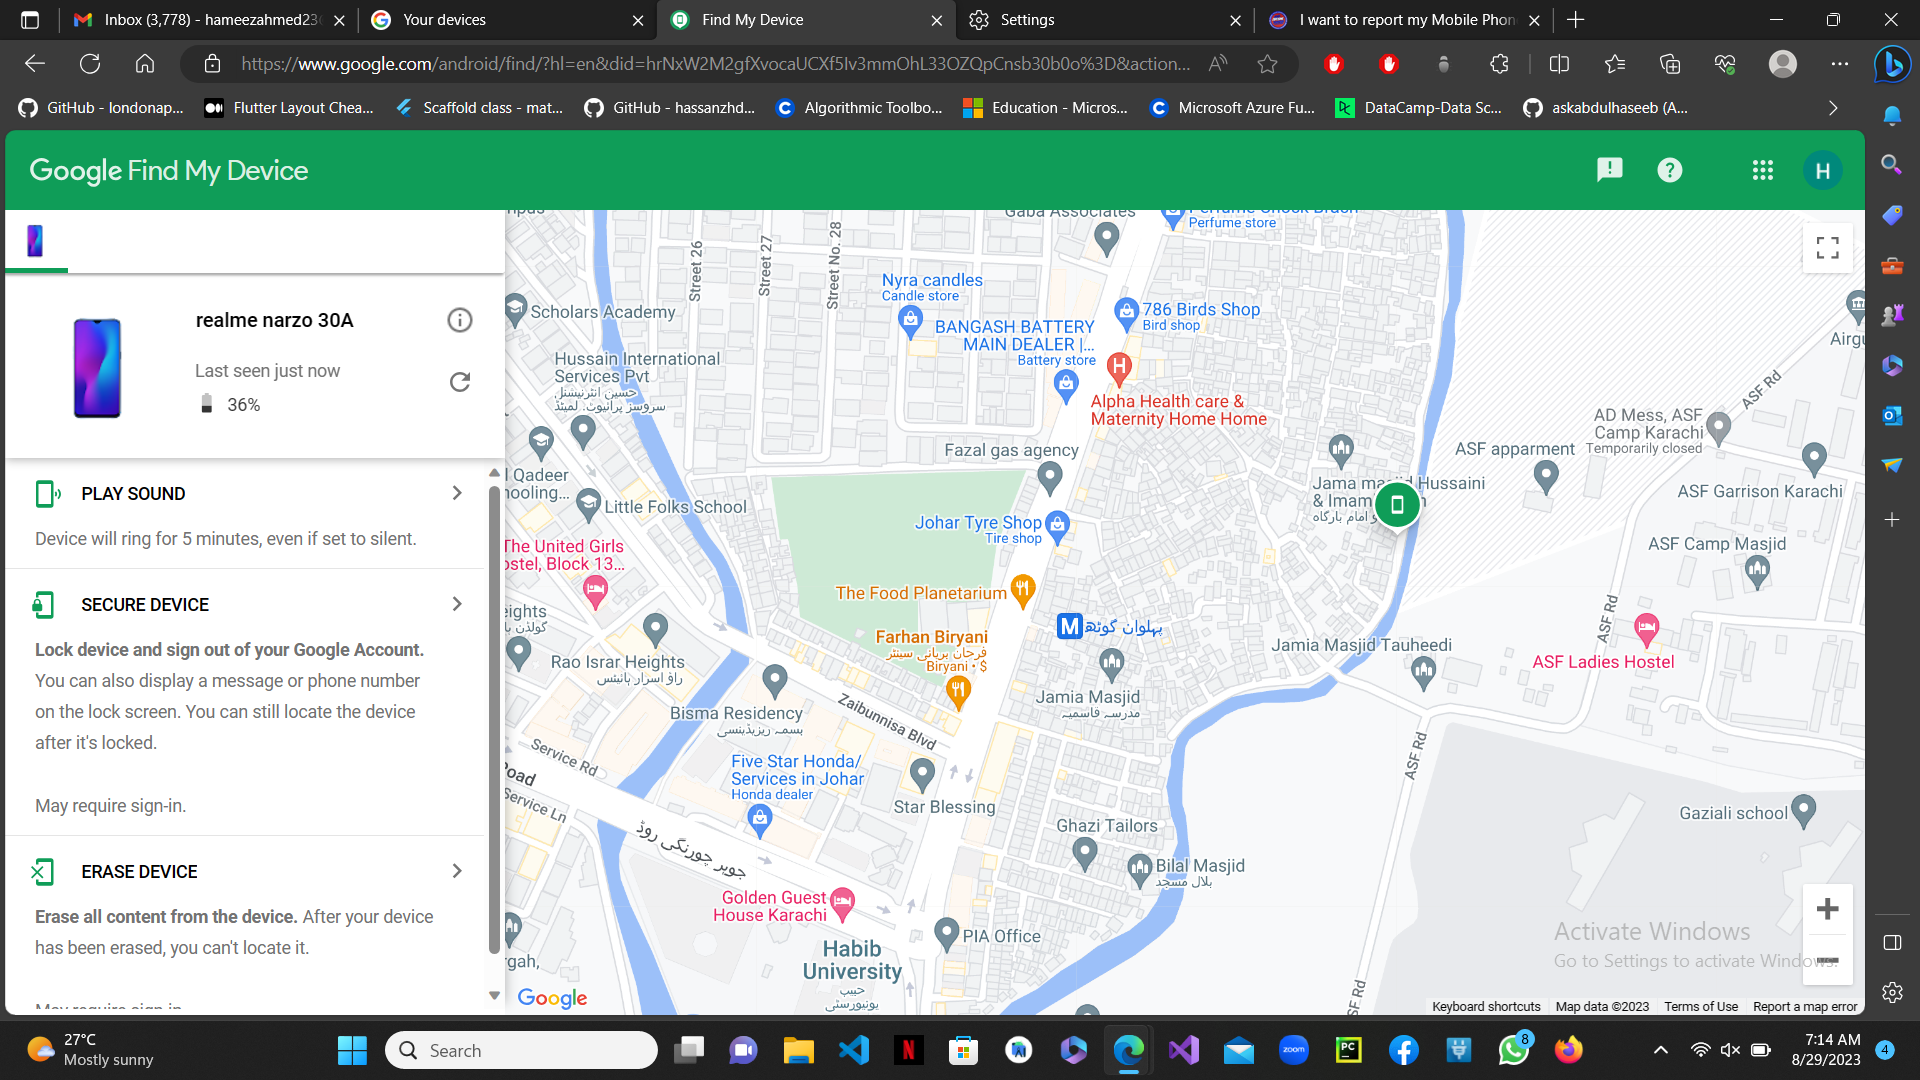 Inbox (3,778) - hameezahmed23
Your devices
Find My Device
Settings
I want to report my Mobile Phon
https://www.google.com/android/find/?hl=en&did=hrNxW2M2gfXvocaUCXf5Iv3mmOhL33OZQpCnsb30b0o%3D&action...
GitHub - londonap...
Flutter Layout Chea...
Scaffold class - mat...
GitHub - hassanzhd...
Algorithmic Toolbo...
Education - Micros...
Microsoft Azure Fu...
DataCamp-Data Sc...
askabdulhaseeb (A...
Google Find My Device
H
realme narzo 30A
Last seen just now
36%
PLAY SOUND
Device will ring for 5 minutes, even if set to silent.
SECURE DEVICE
Lock device and sign out of your Google Account.
You can also display a message or phone number
on the lock screen. You can still locate the device
after it's locked.
May require sign-in.
ERASE DEVICE
Erase all content from the device. After your device
has been erased, you can't locate it.
May require sign-in
Gaba Associates
Perfume store
Street 26
Street 27
Street No. 28
Nyra candles
Candle store
Scholars Academy
786 Birds Shop
Bird shop
BANGASH BATTERY
MAIN DEALER |...
Battery store
Hussain International
Services Pvt
حسین انٹرنیشنل
سروسز پرائیوٹ لمیٹڈ
Alpha Health care &
Maternity Home Home
ASF Rd
AD Mess, ASF
Camp Karachi
Temporarily closed
Fazal gas agency
ASF apparment
l Qadeer
Jama masjid Hussaini
& Imam
و امام بارگاہ
ASF Garrison Karachi
Little Folks School
Johar Tyre Shop
Tire shop
The United Girls
ostel, Block 13...
ASF Camp Masjid
The Food Planetarium
پہلوان گوٹھ
M
ASF Rd
Farhan Biryani
فرحان بریانی سینٹر
Biryani • $
Jamia Masjid Tauheedi
Rao Israr Heights
راؤ اسرار ہائیٹس
ASF Ladies Hostel
Jamia Masjid
مدرسہ قاسمیہ
Bisma Residency
بسمہ ریزیڈینسی
Zaibunnisa Blvd
Service Rd
Road
Service Ln
ASF Rd
Five Star Honda/
Services in Johar
Honda dealer
Star Blessing
Gaziali school
Ghazi Tailors
جوہر چورنگی روڈ
Bilal Masjid
بلال مسجد
Golden Guest
House Karachi
PIA Office
Habib
University
حبیب
یونیورسٹی
rgah,
ASF Rd
Activate Windows
Go to Settings to activate Windows.
Google
Keyboard shortcuts
Map data ©2023
Terms of Use
Report a map error
27°C
Mostly sunny
Search
zoom
8
7:14 AM
8/29/2023
4